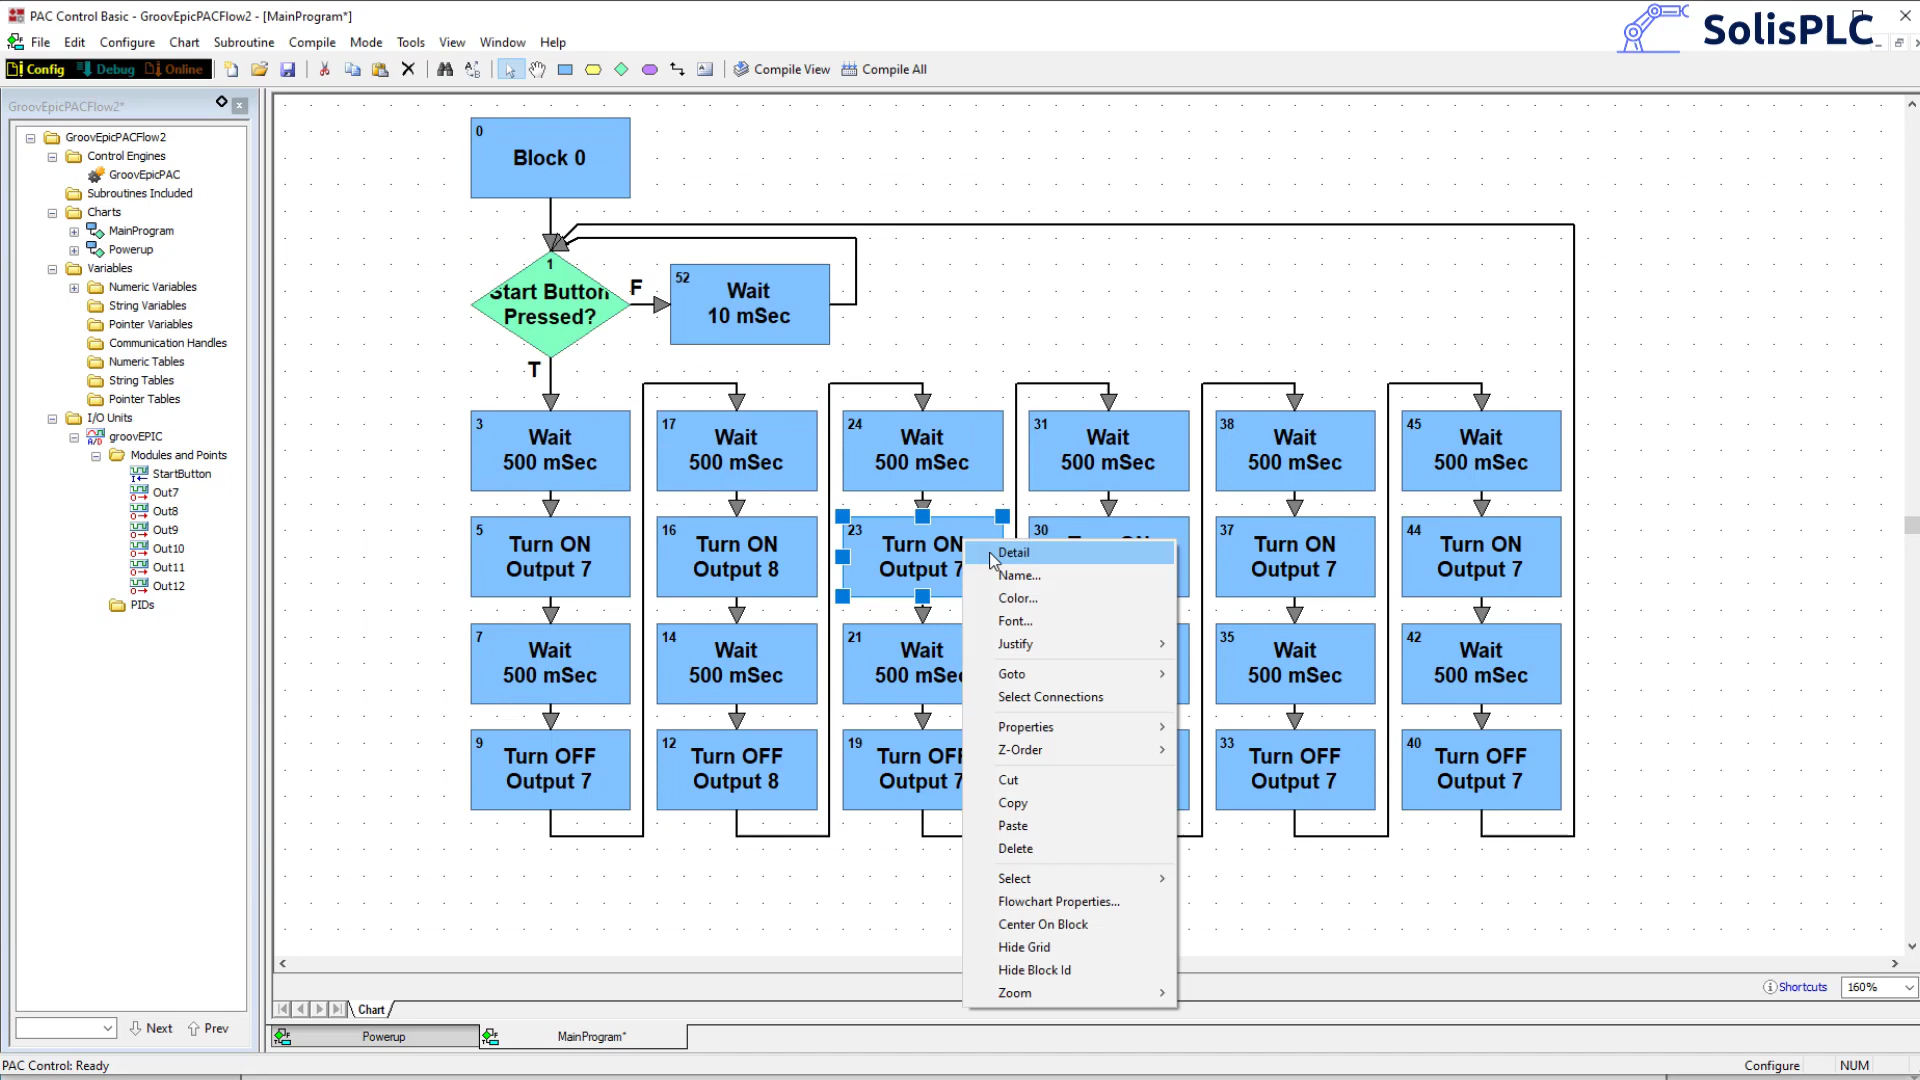 PAC Control Basic - GroovEpicPACFlow2 - [MainProgram*]
SolisPLC
File Edit Configure Chart Subroutine Compile Mode Tools View Window Help
Config Debug Online Compile View Compile All
GroovEpicPACFlow2*
GroovEpicPACFlow2
Control Engines
GroovEpicPAC
Subroutines Included
Charts
MainProgram
Powerup
Variables
Numeric Variables
String Variables
Pointer Variables
Communication Handles
Numeric Tables
String Tables
Pointer Tables
I/O Units
groovEPIC
Modules and Points
StartButton
Out7
Out8
Out9
Out10
Out11
Out12
PIDs
Next Prev
0
Block 0
1
Start Button
Pressed?
F
T
52
Wait
10 mSec
3
Wait
500 mSec
17
Wait
500 mSec
24
Wait
500 mSec
31
Wait
500 mSec
38
Wait
500 mSec
45
Wait
500 mSec
5
Turn ON
Output 7
16
Turn ON
Output 8
23
Turn ON
Output 7
30
37
Turn ON
Output 7
44
Turn ON
Output 7
7
Wait
500 mSec
14
Wait
500 mSec
21
Wait
500 mSec
35
Wait
500 mSec
42
Wait
500 mSec
9
Turn OFF
Output 7
12
Turn OFF
Output 8
19
Turn OFF
Output 7
33
Turn OFF
Output 7
40
Turn OFF
Output 7
Detail
Name...
Color...
Font...
Justify
Goto
Select Connections
Properties
Z-Order
Cut
Copy
Paste
Delete
Select
Flowchart Properties...
Center On Block
Hide Grid
Hide Block Id
Zoom
Shortcuts 160%
Chart
Powerup MainProgram*
PAC Control: Ready Configure NUM